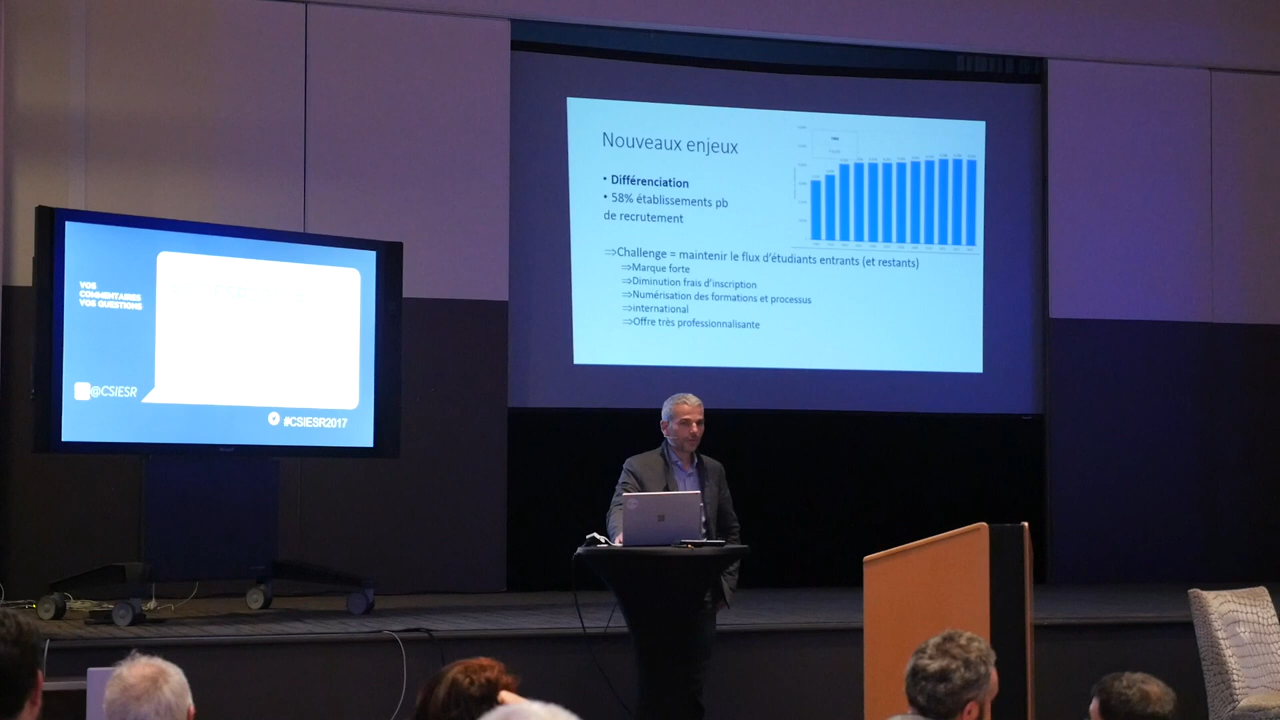 Nouveaux enjeux
• Différenciation
• 58% établissements pb
de recrutement
⇒Challenge = maintenir le flux d'étudiants entrants (et restants)
⇒Marque forte
⇒Diminution frais d'inscription
⇒Numérisation des formations et processus
⇒international
⇒Offre très professionnalisante
VOS
COMMENTAIRES
VOS QUESTIONS
@CSIESR
#CSIESR2017